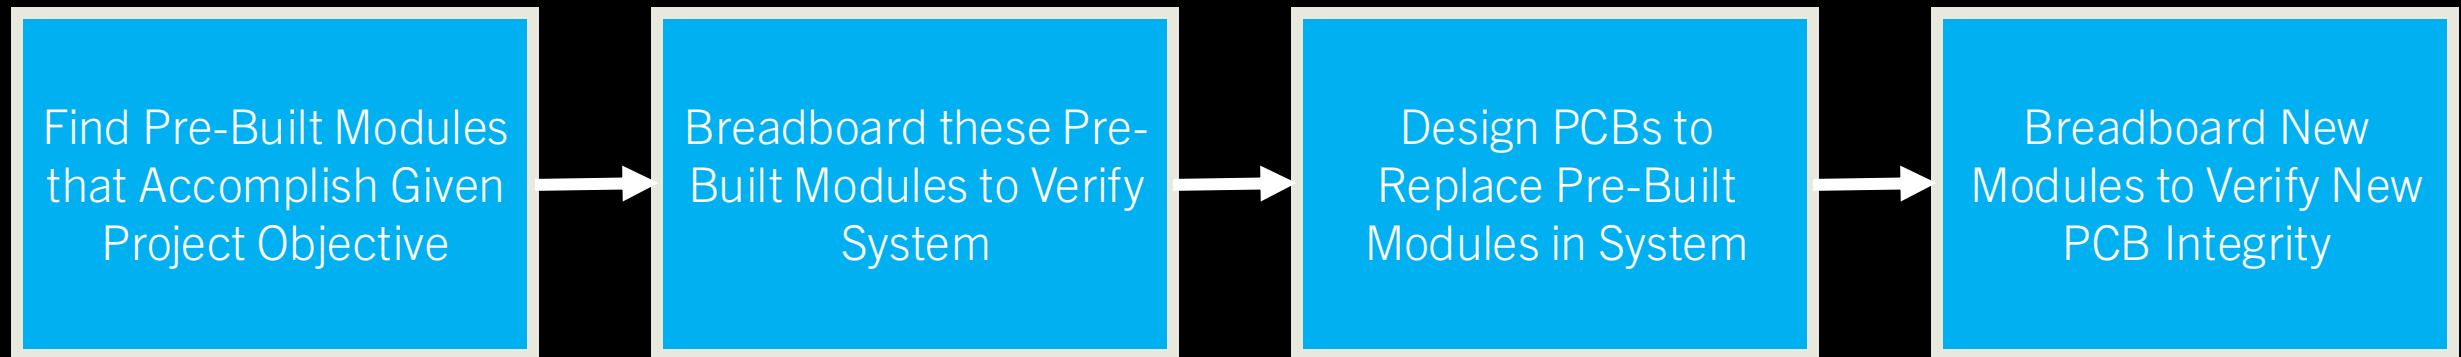 Find Pre-Built Modules
that Accomplish Given
Project Objective
Breadboard these Pre-
Built Modules to Verify
System
Design PCBs to
Replace Pre-Built
Modules in System
Breadboard New
Modules to Verify New
PCB Integrity